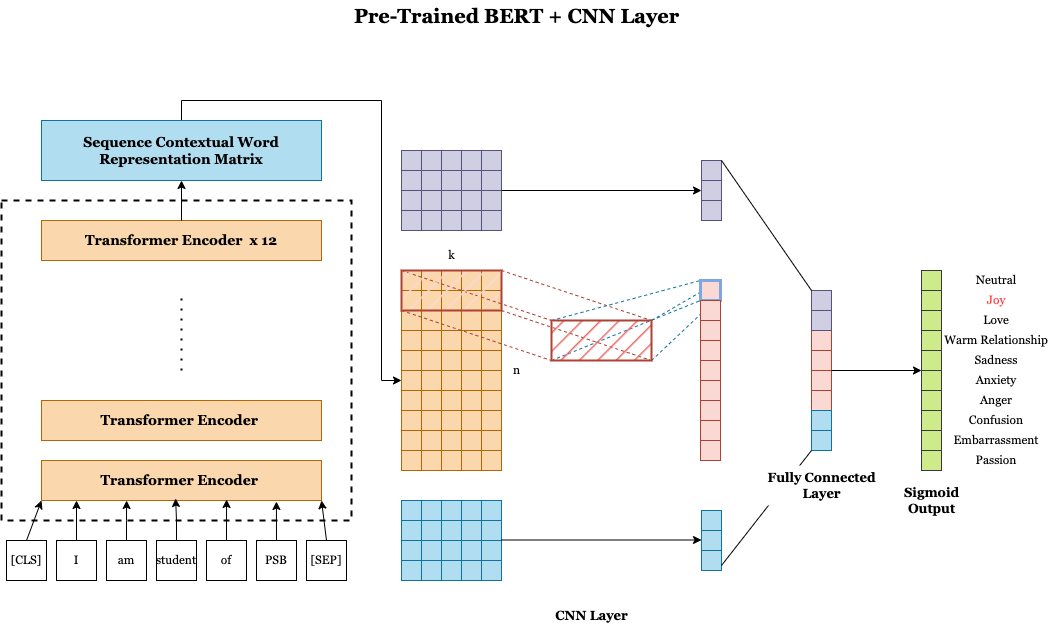 Pre-Trained BERT + CNN Layer
Sequence Contextual Word
Representation Matrix
Transformer Encoder x 12
Transformer Encoder
Transformer Encoder
[CLS]
I
am
student
of
PSB
[SEP]
k
n
CNN Layer
Fully Connected
Layer
Sigmoid
Output
Neutral
Joy
Love
Warm Relationship
Sadness
Anxiety
Anger
Confusion
Embarrassment
Passion